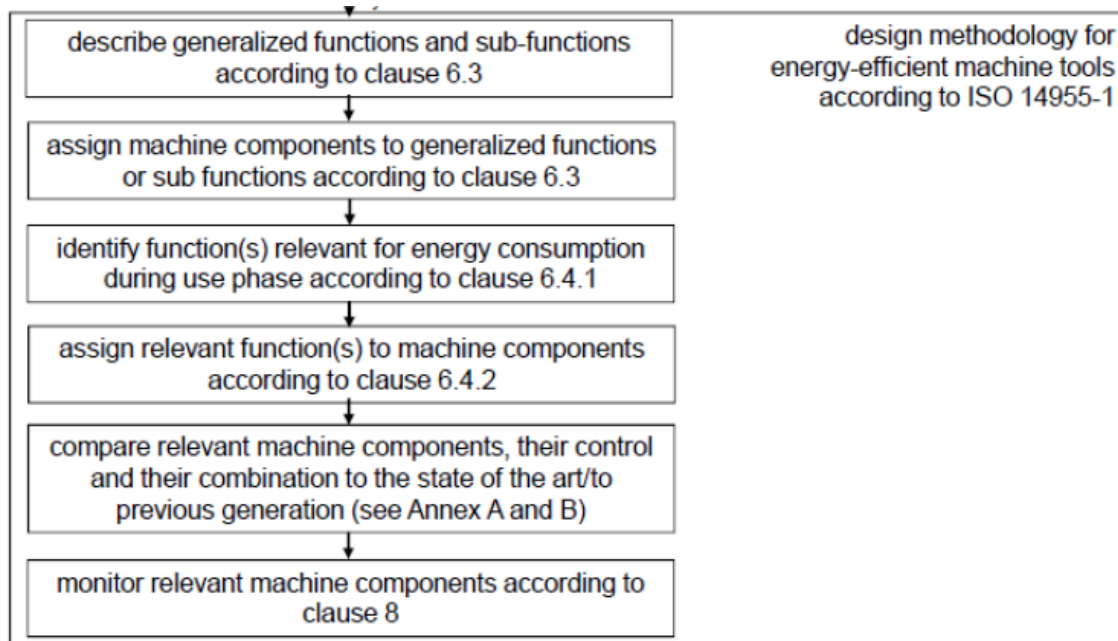 describe generalized functions and sub-functions
according to clause 6.3
design methodology for
energy-efficient machine tools
according to ISO 14955-1
assign machine components to generalized functions
or sub functions according to clause 6.3
identify function(s) relevant for energy consumption
during use phase according to clause 6.4.1
assign relevant function(s) to machine components
according to clause 6.4.2
compare relevant machine components, their control
and their combination to the state of the art/to
previous generation (see Annex A and B)
monitor relevant machine components according to
clause 8